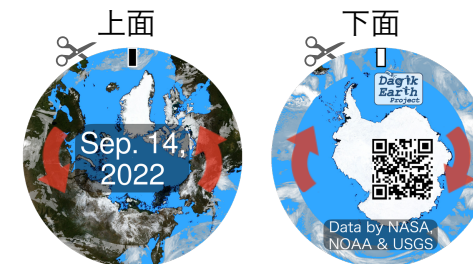 上面
下面
Sep. 14,
2022
Dagik
Earth
Project
Data by NASA,
NOAA & USGS